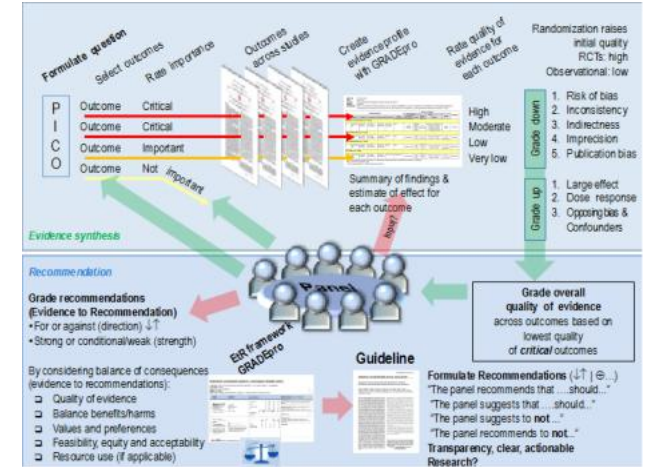 Formulate question
Select outcomes
Rate importance
Outcomes
across studies
Create
evidence profile
with GRADEpro
Rate quality of
evidence for
each outcome
Randomization raises
initial quality
RCTs: high
Observational: low
P
I
C
O
Outcome Critical
Outcome Critical
Outcome Important
Outcome Not important
High
Moderate
Low
Very low
Summary of findings &
estimate of effect for
each outcome
Grade down
1. Risk of bias
2. Inconsistency
3. Indirectness
4. Imprecision
5. Publication bias
Grade up
1. Large effect
2. Dose response
3. Opposing bias &
Confounders
Evidence synthesis
Input?
Panel
Recommendation
Grade recommendations
(Evidence to Recommendation)
• For or against (direction) ↓↑
• Strong or conditional/weak (strength)
By considering balance of consequences
(evidence to recommendations):
❑ Quality of evidence
❑ Balance benefits/harms
❑ Values and preferences
❑ Feasibility, equity and acceptability
❑ Resource use (if applicable)
EtR framework
GRADEpro
Guideline
Grade overall
quality of evidence
across outcomes based on
lowest quality
of critical outcomes
Formulate Recommendations (↓↑ | ⊕...)
"The panel recommends that ....should..."
"The panel suggests that ....should..."
"The panel suggests to not ..."
"The panel recommends to not..."
Transparency, clear, actionable
Research?